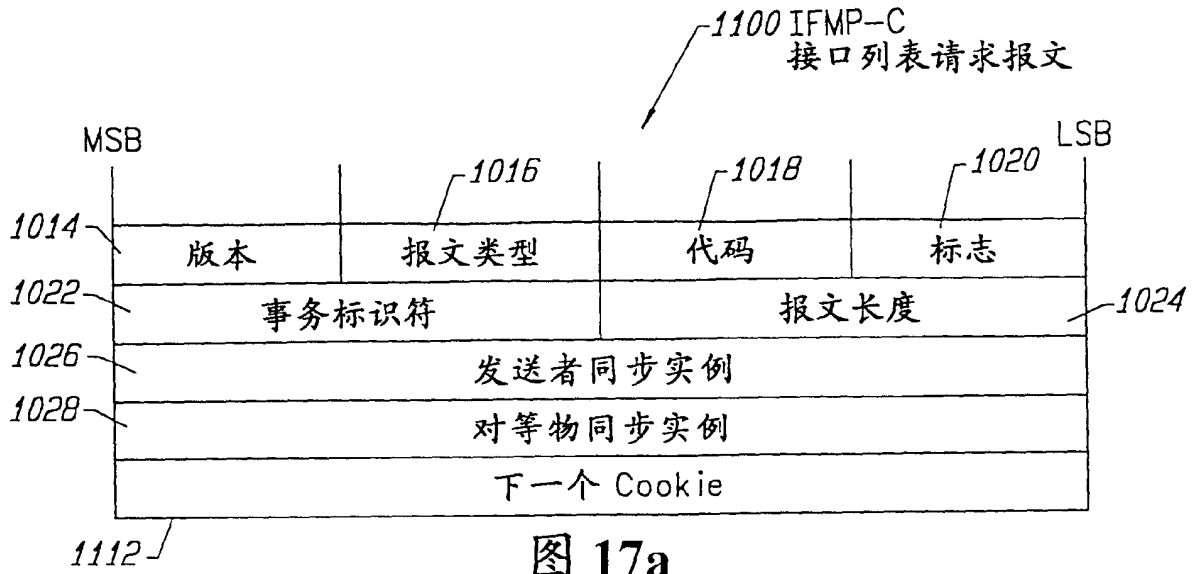 1100 IFMP-C
接口列表请求报文
MSB
LSB
1016
1018
1020
1014
版本
报文类型
代码
标志
1022
事务标识符
报文长度
1024
1026
发送者同步实例
1028
对等物同步实例
下一个 Cookie
1112
图 17a